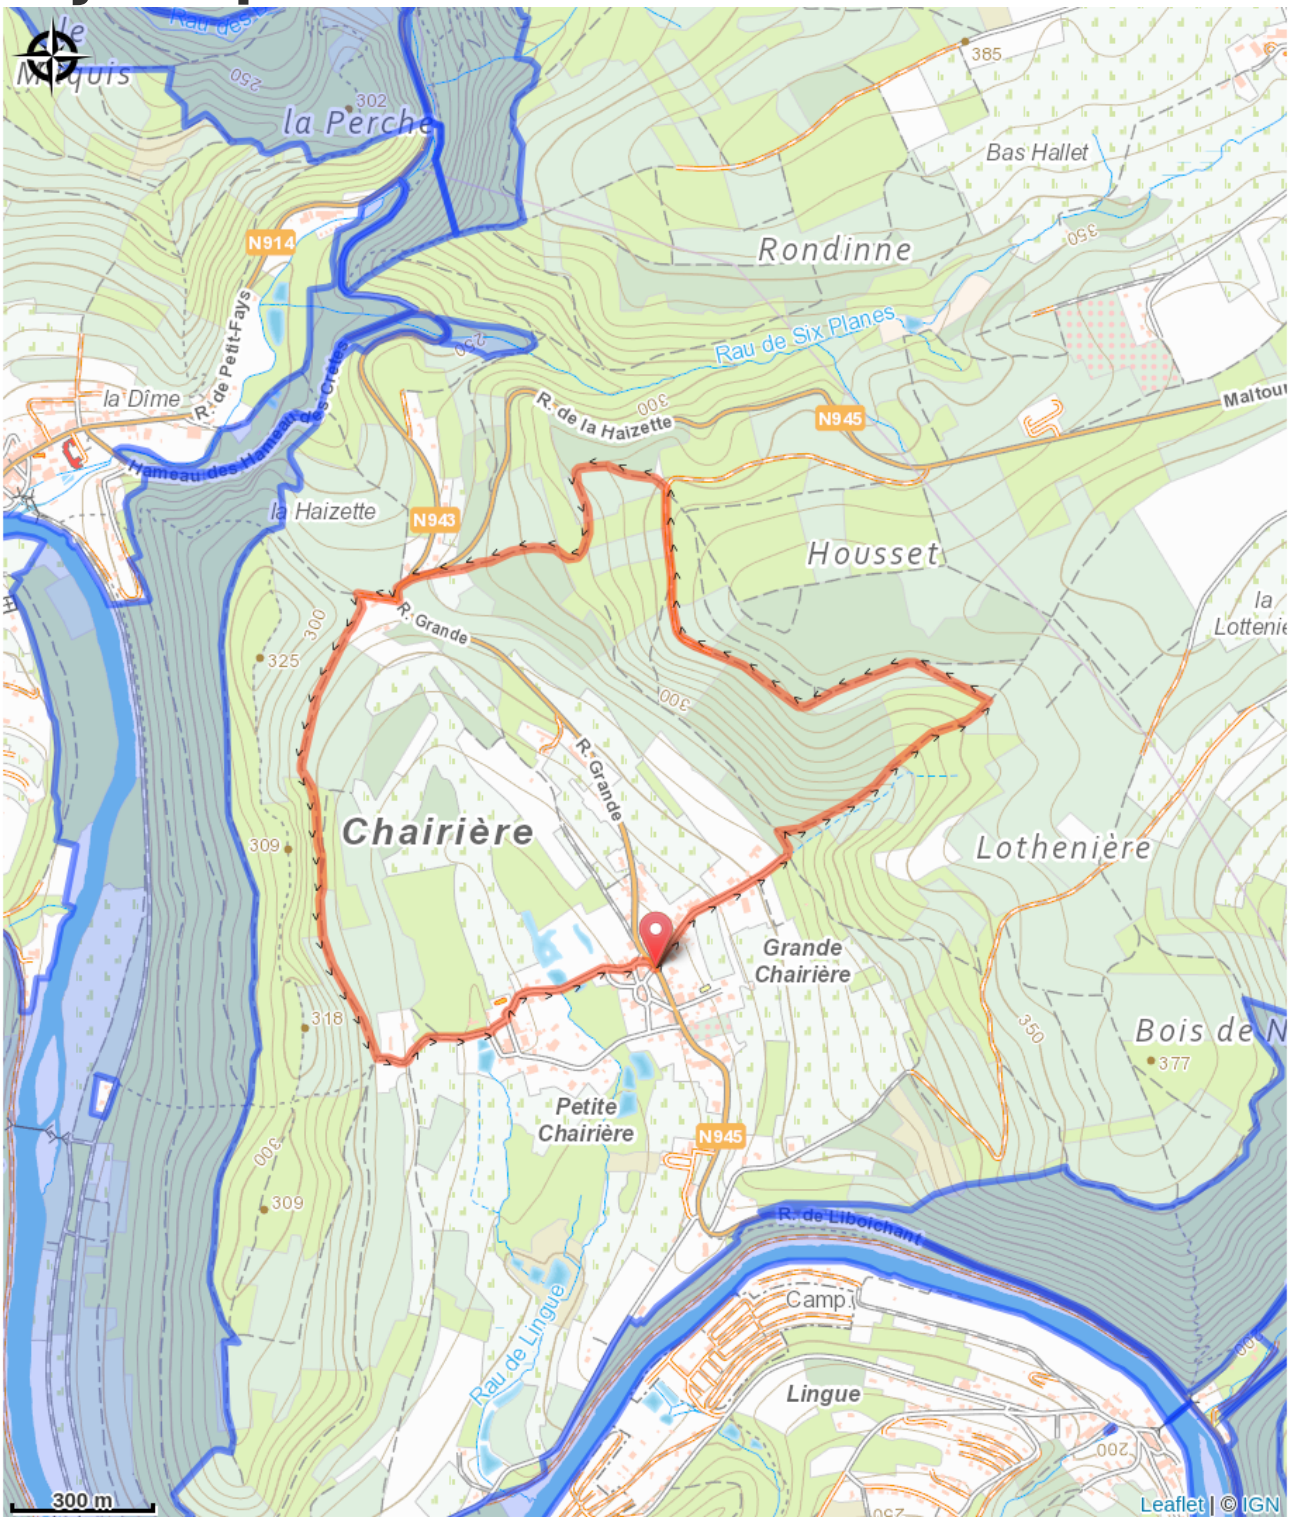 Rau des
le
Maquis
250
302
la Perche
385
Bas Hallet
350
N914
Rondinne
R. de Petit-Fays
Rau de Six Planes
250
la Dîme
Hameau des Hameau des Crêtes
R. de la Haizette
300
N945
Maltour
la Haizette
N943
Housset
la
Lottenie
R. Grande
300
325
300
R. Grande
Chairière
309
Lothenière
Grande
Chairière
318
350
Bois de N
377
Petite
Chairière
N945
300
309
R. de Liboichant
Rau de Lingue
Camp.
Lingue
200
300 m
Leaflet | © IGN